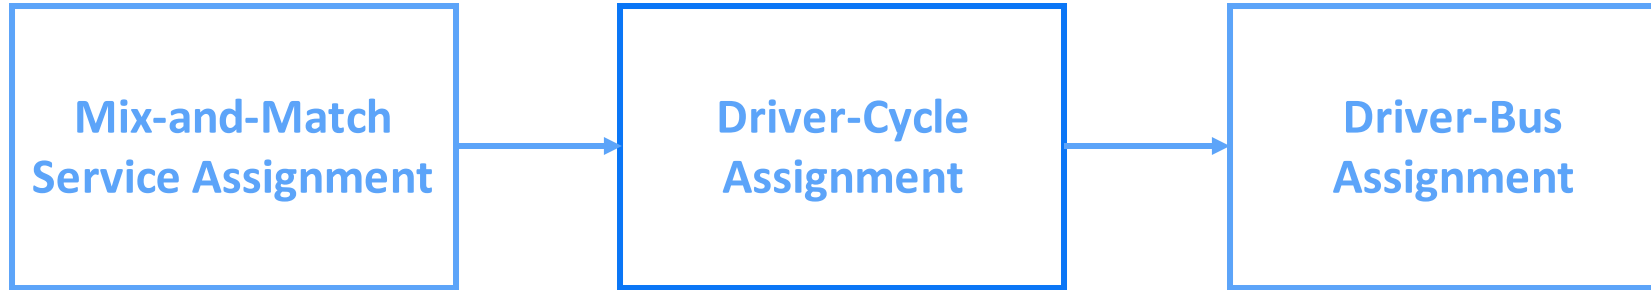 Mix-and-Match
Service Assignment
Driver-Cycle
Assignment
Driver-Bus
Assignment